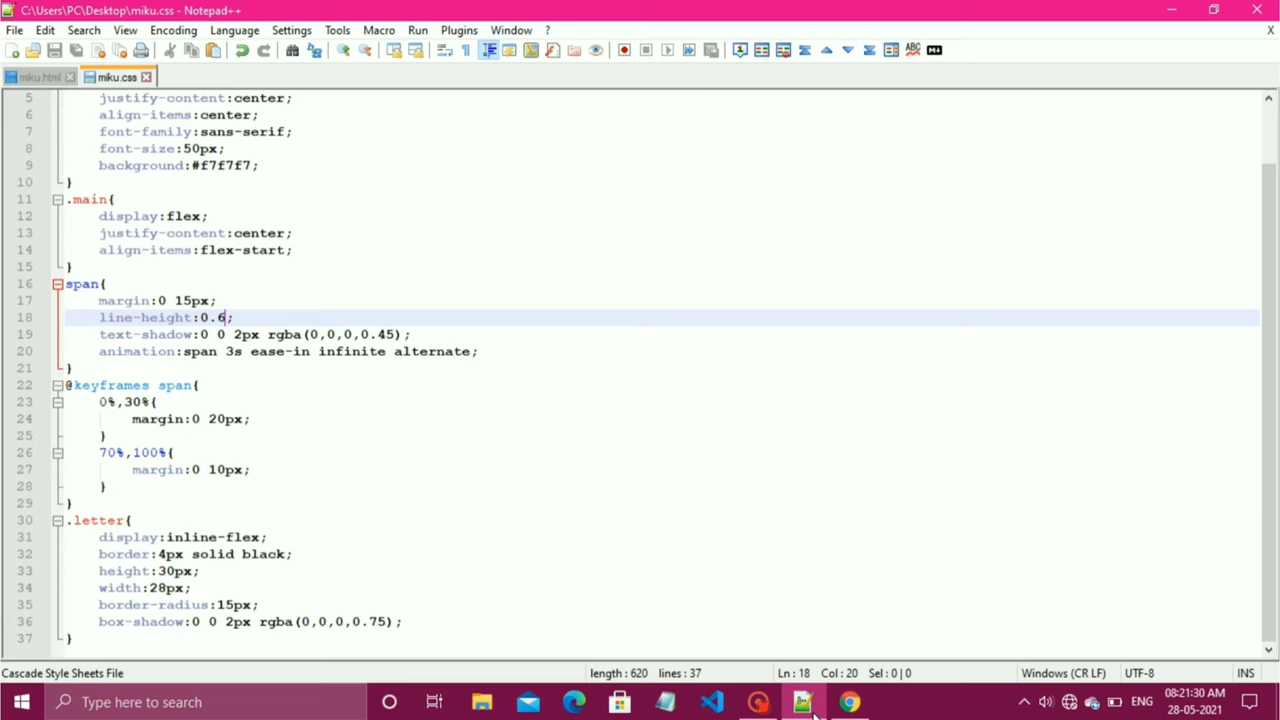 C:\Users\PC\Desktop\miku.css - Notepad++
File Edit Search View Encoding Language Settings Tools Macro Run Plugins Window ? X
miku.html miku.css
5 justify-content:center;
6 align-items:center;
7 font-family:sans-serif;
8 font-size:50px;
9 background:#f7f7f7;
10 }
11 .main{
12 display:flex;
13 justify-content:center;
14 align-items:flex-start;
15 }
16 span{
17 margin:0 15px;
18 line-height:0.6;
19 text-shadow:0 0 2px rgba(0,0,0,0.45);
20 animation:span 3s ease-in infinite alternate;
21 }
22 @keyframes span{
23 0%,30%{
24 margin:0 20px;
25 }
26 70%,100%{
27 margin:0 10px;
28 }
29 }
30 .letter{
31 display:inline-flex;
32 border:4px solid black;
33 height:30px;
34 width:28px;
35 border-radius:15px;
36 box-shadow:0 0 2px rgba(0,0,0,0.75);
37 }
Cascade Style Sheets File length : 620 lines : 37 Ln : 18 Col : 20 Sel : 0 | 0 Windows (CR LF) UTF-8 INS
Type here to search ENG 08:21:30 AM
28-05-2021